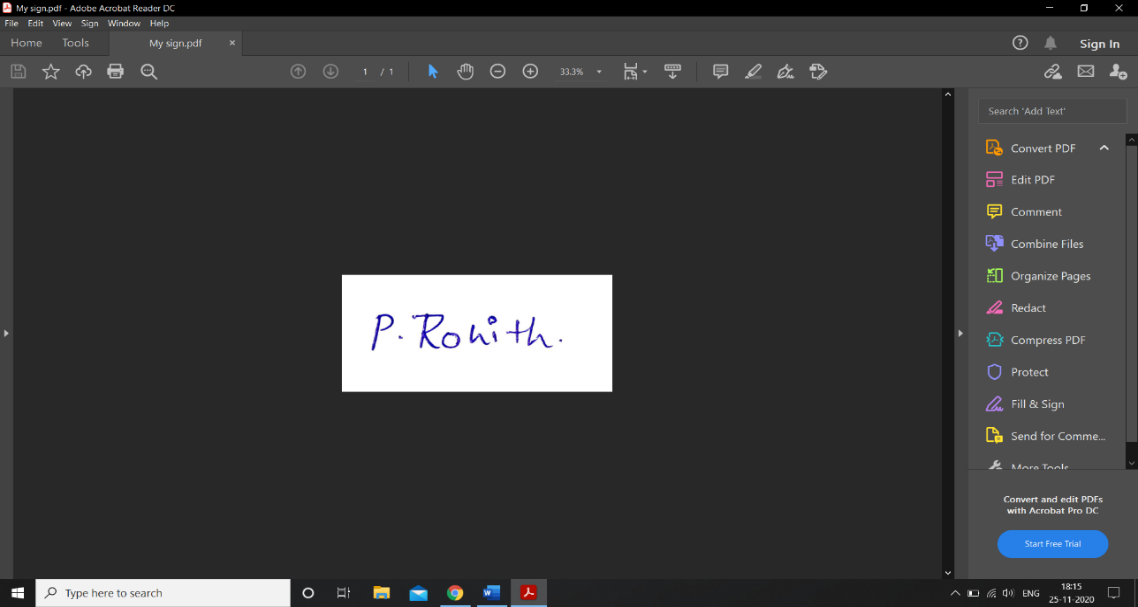 My sign.pdf - Adobe Acrobat Reader DC
File Edit View Sign Window Help
Home Tools My sign.pdf × Sign In
1 / 1 33.3%
Search 'Add Text'
Convert PDF
Edit PDF
Comment
Combine Files
Organize Pages
Redact
Compress PDF
Protect
Fill & Sign
Send for Comme...
More Tools
P. Rohith.
Convert and edit PDFs
with Acrobat Pro DC
Start Free Trial
Type here to search
ENG
18:15
25-11-2020